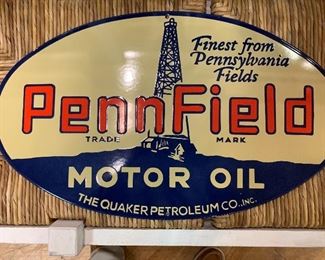 Finest from
Pennsylvania
Fields
PennField
TRADE MARK
MOTOR OIL
THE QUAKER PETROLEUM CO., INC.